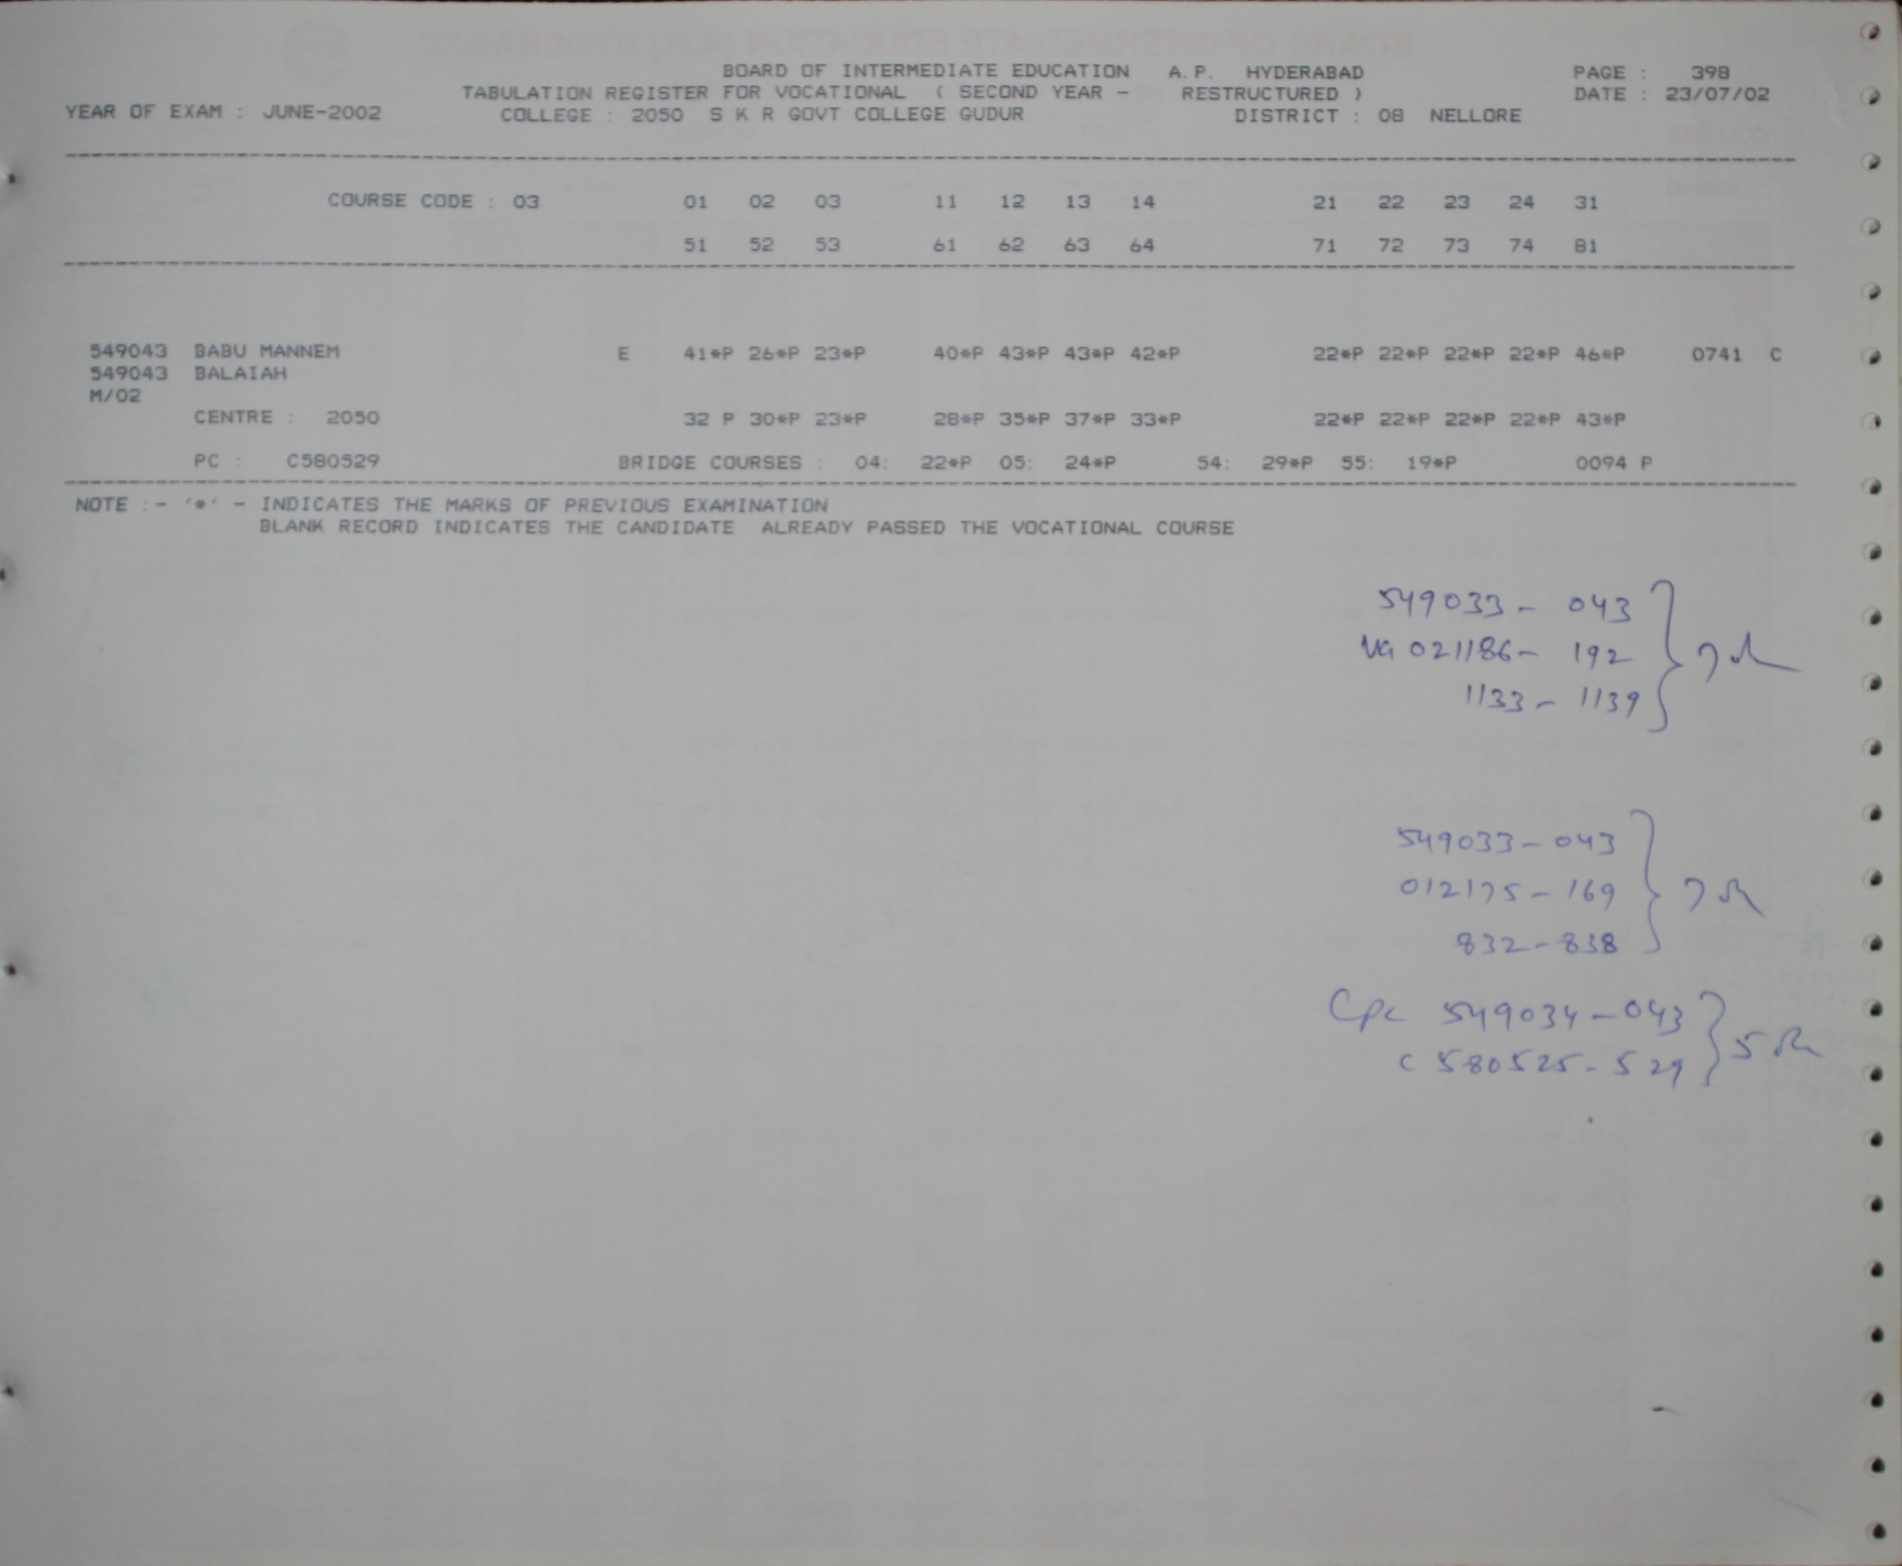 BOARD OF INTERMEDIATE EDUCATION A.P. HYDERABAD PAGE : 398
TABULATION REGISTER FOR VOCATIONAL ( SECOND YEAR - RESTRUCTURED ) DATE : 23/07/02
YEAR OF EXAM : JUNE-2002 COLLEGE : 2050 S K R GOVT COLLEGE GUDUR DISTRICT : 08 NELLORE
COURSE CODE : 03 01 02 03 11 12 13 14 21 22 23 24 31
51 52 53 61 62 63 64 71 72 73 74 81
549043 BABU MANNEM E 41*P 26*P 23*P 40*P 43*P 43*P 42*P 22*P 22*P 22*P 22*P 46*P 0741 C
549043 BALAIAH
M/02
CENTRE : 2050 32 P 30*P 23*P 28*P 35*P 37*P 33*P 22*P 22*P 22*P 22*P 43*P
PC : C580529 BRIDGE COURSES : 04: 22*P 05: 24*P 54: 29*P 55: 19*P 0094 P
NOTE :- '*' - INDICATES THE MARKS OF PREVIOUS EXAMINATION
BLANK RECORD INDICATES THE CANDIDATE ALREADY PASSED THE VOCATIONAL COURSE
549033 - 043
021186 - 192 7
1133 - 1139
549033 - 043
012175 - 169 7
832 - 838
Cpc 549034 - 043
C 580525 - 529 5